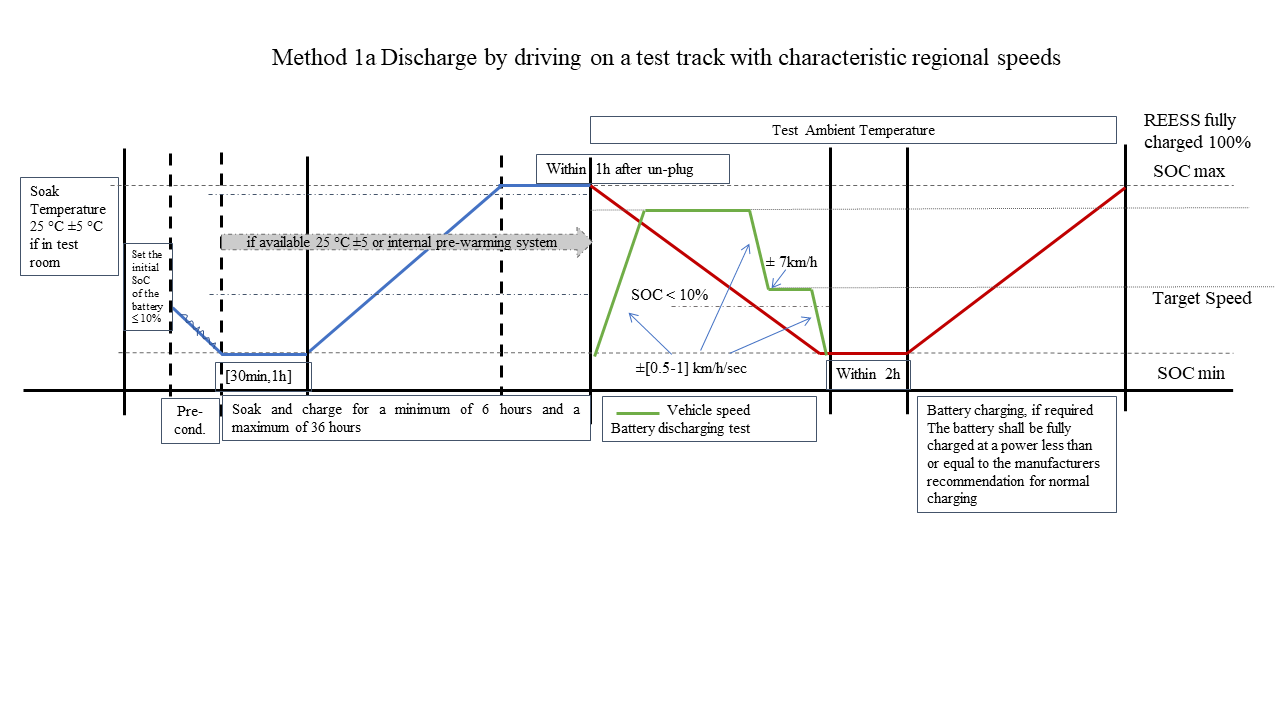 Method 1a Discharge by driving on a test track with characteristic regional speeds
Test Ambient Temperature
REESS fully
charged 100%
SOC max
Within 1h after un-plug
Soak
Temperature
25 °C ±5 °C
if in test
room
if available 25 °C ±5 or internal pre-warming system
Set the
initial
SoC
of the
battery
≤ 10%
± 7km/h
SOC < 10%
Target Speed
±[0.5-1] km/h/sec
[30min,1h]
Within 2h
SOC min
Pre-
cond.
Soak and charge for a minimum of 6 hours and a
maximum of 36 hours
Vehicle speed
Battery discharging test
Battery charging, if required
The battery shall be fully
charged at a power less than
or equal to the manufacturers
recommendation for normal
charging